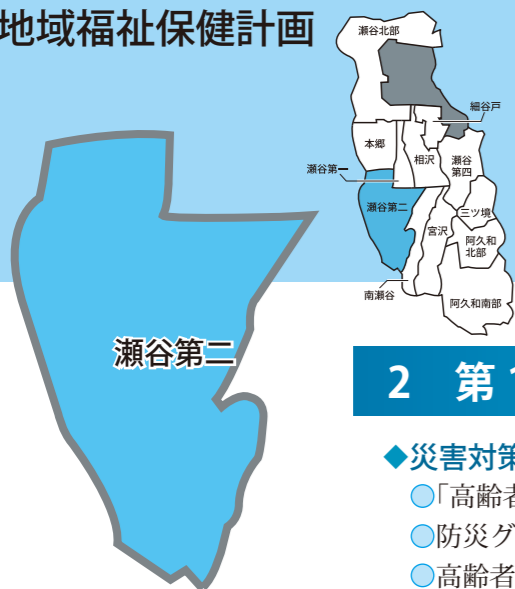 地域福祉保健計画
瀬谷北部
細谷戸
本郷
相沢
瀬谷第四
瀬谷第一
瀬谷第二
三ツ境
宮沢
阿久和北部
南瀬谷
阿久和南部
瀬谷第二
2 第1
◆災害対策
●「高齢者
●防災グ
●高齢者